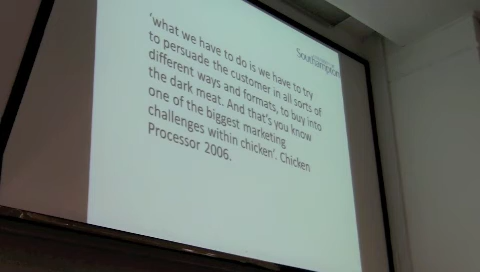 Southampton
'what we have to do is we have to try
to persuade the customer in all sorts of
different ways and formats, to buy into
the dark meat. And that's you know
one of the biggest marketing
challenges within chicken'. Chicken
Processor 2006.